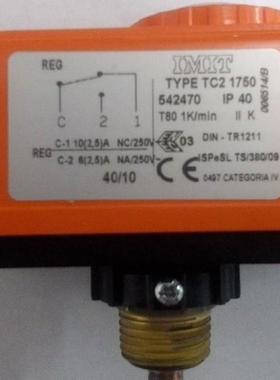 REG
IMIT
TYPE TC2 1750
542470 IP 40
T80 1K/min II K
006514/B
C 2 1
03 DIN - TR1211
REG
C-1 10(2,5)A NC/250V~
C-2 6(2,5)A NA/250V~
ISPeSL TS/380/09
40/10
0497 CATEGORIA IV